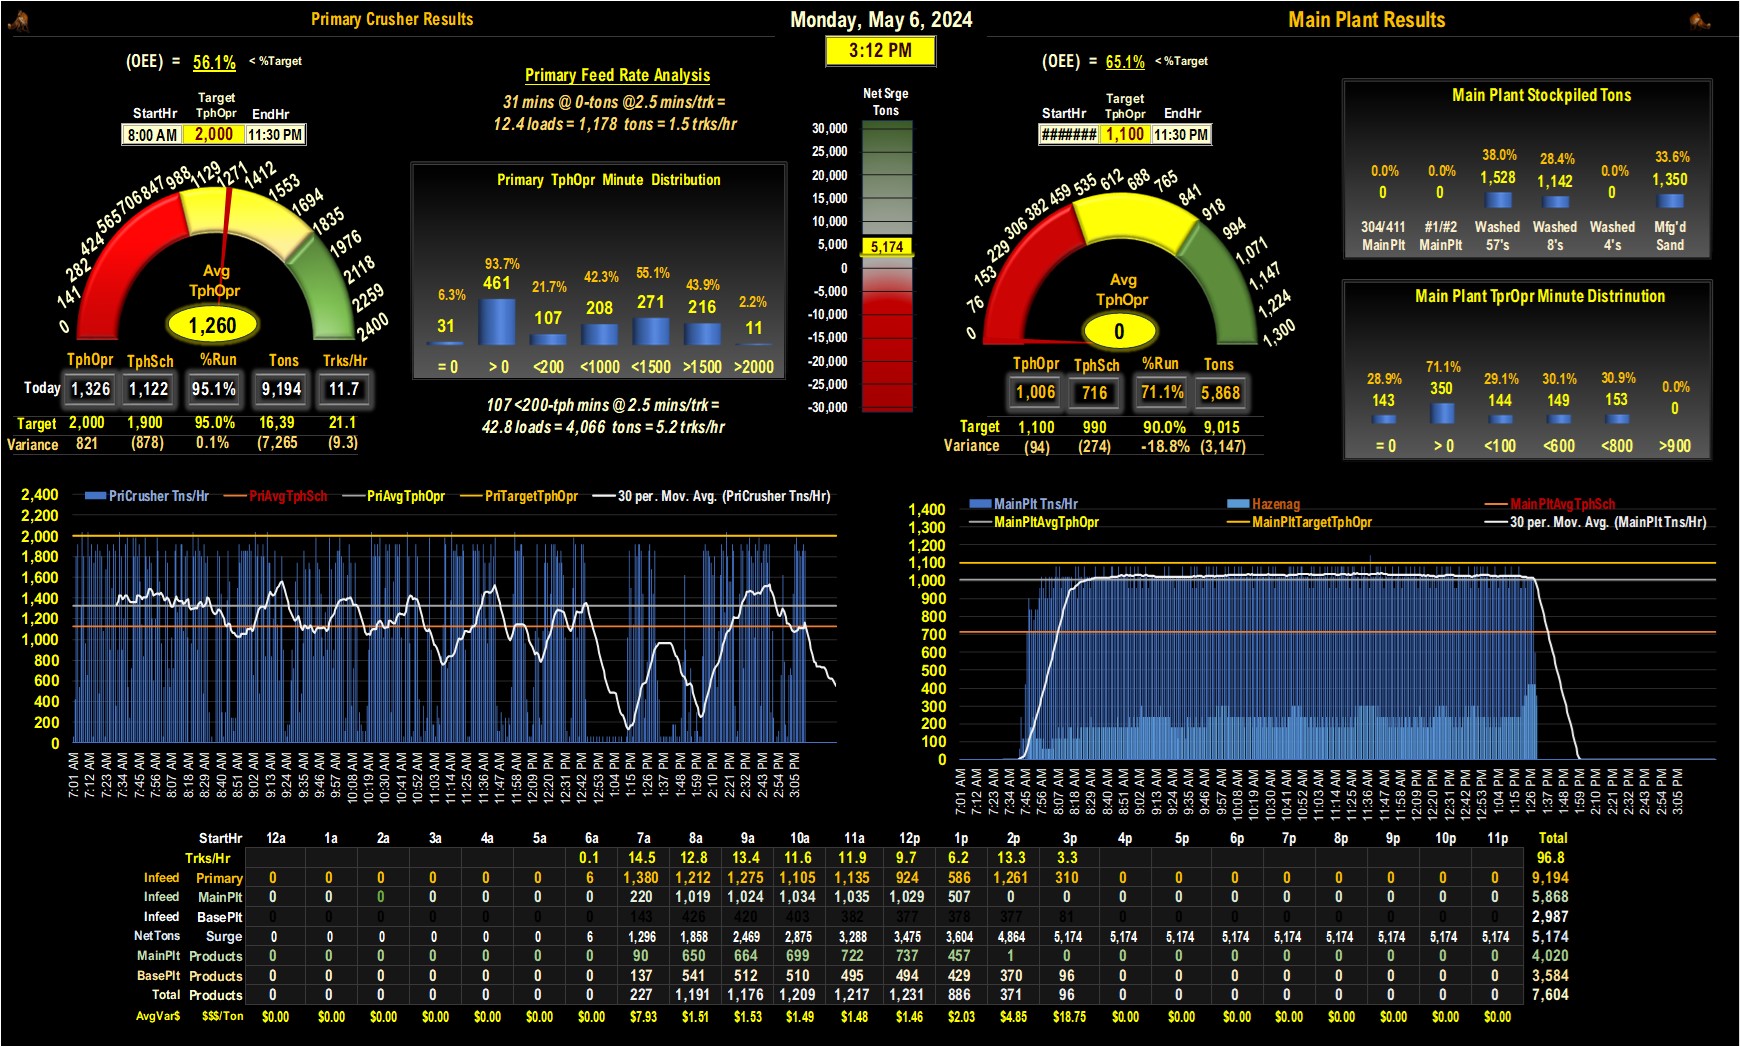 Primary Crusher Results
Monday, May 6, 2024
Main Plant Results
3:12 PM
(OEE) = 56.1% < %Target
StartHr Target TphOpr EndHr
8:00 AM 2,000 11:30 PM
0 141 282 424 565 706 847 988 1129 1271 1412 1553 1694 1835 1976 2118 2259 2400
Avg
TphOpr
1,260
TphOpr TphSch %Run Tons Trks/Hr
Today 1,326 1,122 95.1% 9,194 11.7
Target 2,000 1,900 95.0% 16,39 21.1
Variance 821 (878) 0.1% (7,265 (9.3)
Primary Feed Rate Analysis
31 mins @ 0-tons @2.5 mins/trk =
12.4 loads = 1,178 tons = 1.5 trks/hr
Primary TphOpr Minute Distribution
6.3% 93.7% 21.7% 42.3% 55.1% 43.9% 2.2%
31 461 107 208 271 216 11
= 0 > 0 <200 <1000 <1500 >1500 >2000
107 <200-tph mins @ 2.5 mins/trk =
42.8 loads = 4,066 tons = 5.2 trks/hr
Net Srge
Tons
30,000
25,000
20,000
15,000
10,000
5,000
5,174
0
-5,000
-10,000
-15,000
-20,000
-25,000
-30,000
(OEE) = 65.1% < %Target
StartHr Target TphOpr EndHr
####### 1,100 11:30 PM
0 76 153 229 306 382 459 535 612 688 765 841 918 994 1,071 1,147 1,224 1,300
Avg
TphOpr
0
TphOpr TphSch %Run Tons
1,006 716 71.1% 5,868
Target 1,100 990 90.0% 9,015
Variance (94) (274) -18.8% (3,147)
Main Plant Stockpiled Tons
0.0% 0.0% 38.0% 28.4% 0.0% 33.6%
0 0 1,528 1,142 0 1,350
304/411 #1/#2 Washed Washed Washed Mfg'd
MainPlt MainPlt 57's 8's 4's Sand
Main Plant TprOpr Minute Distrinution
28.9% 71.1% 29.1% 30.1% 30.9% 0.0%
143 350 144 149 153 0
= 0 > 0 <100 <600 <800 >900
PriCrusher Tns/Hr PriAvgTphSch PriAvgTphOpr PriTargetTphOpr 30 per. Mov. Avg. (PriCrusher Tns/Hr)
2,400
2,200
2,000
1,800
1,600
1,400
1,200
1,000
800
600
400
200
0
7:01 AM 7:12 AM 7:23 AM 7:34 AM 7:45 AM 7:56 AM 8:07 AM 8:18 AM 8:29 AM 8:40 AM 8:51 AM 9:02 AM 9:13 AM 9:24 AM 9:35 AM 9:46 AM 9:57 AM 10:08 AM 10:19 AM 10:30 AM 10:41 AM 10:52 AM 11:03 AM 11:14 AM 11:25 AM 11:36 AM 11:47 AM 11:58 AM 12:09 PM 12:20 PM 12:31 PM 12:42 PM 12:53 PM 1:04 PM 1:15 PM 1:26 PM 1:37 PM 1:48 PM 1:59 PM 2:10 PM 2:21 PM 2:32 PM 2:43 PM 2:54 PM 3:05 PM
MainPlt Tns/Hr Hazenag MainPltAvgTphSch
MainPltAvgTphOpr MainPltTargetTphOpr 30 per. Mov. Avg. (MainPlt Tns/Hr)
1,400
1,300
1,200
1,100
1,000
900
800
700
600
500
400
300
200
100
0
7:01 AM 7:12 AM 7:23 AM 7:34 AM 7:45 AM 7:56 AM 8:07 AM 8:18 AM 8:29 AM 8:40 AM 8:51 AM 9:02 AM 9:13 AM 9:24 AM 9:35 AM 9:46 AM 9:57 AM 10:08 AM 10:19 AM 10:30 AM 10:41 AM 10:52 AM 11:03 AM 11:14 AM 11:25 AM 11:36 AM 11:47 AM 11:58 AM 12:09 PM 12:20 PM 12:31 PM 12:42 PM 12:53 PM 1:04 PM 1:15 PM 1:26 PM 1:37 PM 1:48 PM 1:59 PM 2:10 PM 2:21 PM 2:32 PM 2:43 PM 2:54 PM 3:05 PM
StartHr 12a 1a 2a 3a 4a 5a 6a 7a 8a 9a 10a 11a 12p 1p 2p 3p 4p 5p 6p 7p 8p 9p 10p 11p Total
Trks/Hr 0.1 14.5 12.8 13.4 11.6 11.9 9.7 6.2 13.3 3.3 96.8
Infeed Primary 0 0 0 0 0 0 6 1,380 1,212 1,275 1,105 1,135 924 586 1,261 310 0 0 0 0 0 0 0 0 9,194
Infeed MainPlt 0 0 0 0 0 0 0 220 1,019 1,024 1,034 1,035 1,029 507 0 0 0 0 0 0 0 0 0 0 5,868
Infeed BasePlt 0 0 0 0 0 0 0 143 426 420 403 382 377 378 377 81 0 0 0 0 0 0 0 0 2,987
NetTons Surge 0 0 0 0 0 0 6 1,296 1,858 2,469 2,875 3,288 3,475 3,604 4,864 5,174 5,174 5,174 5,174 5,174 5,174 5,174 5,174 5,174 5,174
MainPlt Products 0 0 0 0 0 0 0 90 650 664 699 722 737 457 1 0 0 0 0 0 0 0 0 0 4,020
BasePlt Products 0 0 0 0 0 0 0 137 541 512 510 495 494 429 370 96 0 0 0 0 0 0 0 0 3,584
Total Products 0 0 0 0 0 0 0 227 1,191 1,176 1,209 1,217 1,231 886 371 96 0 0 0 0 0 0 0 0 7,604
AvgVar$ $$$/Ton $0.00 $0.00 $0.00 $0.00 $0.00 $0.00 $0.00 $7.93 $1.51 $1.53 $1.49 $1.48 $1.46 $2.03 $4.85 $18.75 $0.00 $0.00 $0.00 $0.00 $0.00 $0.00 $0.00 $0.00